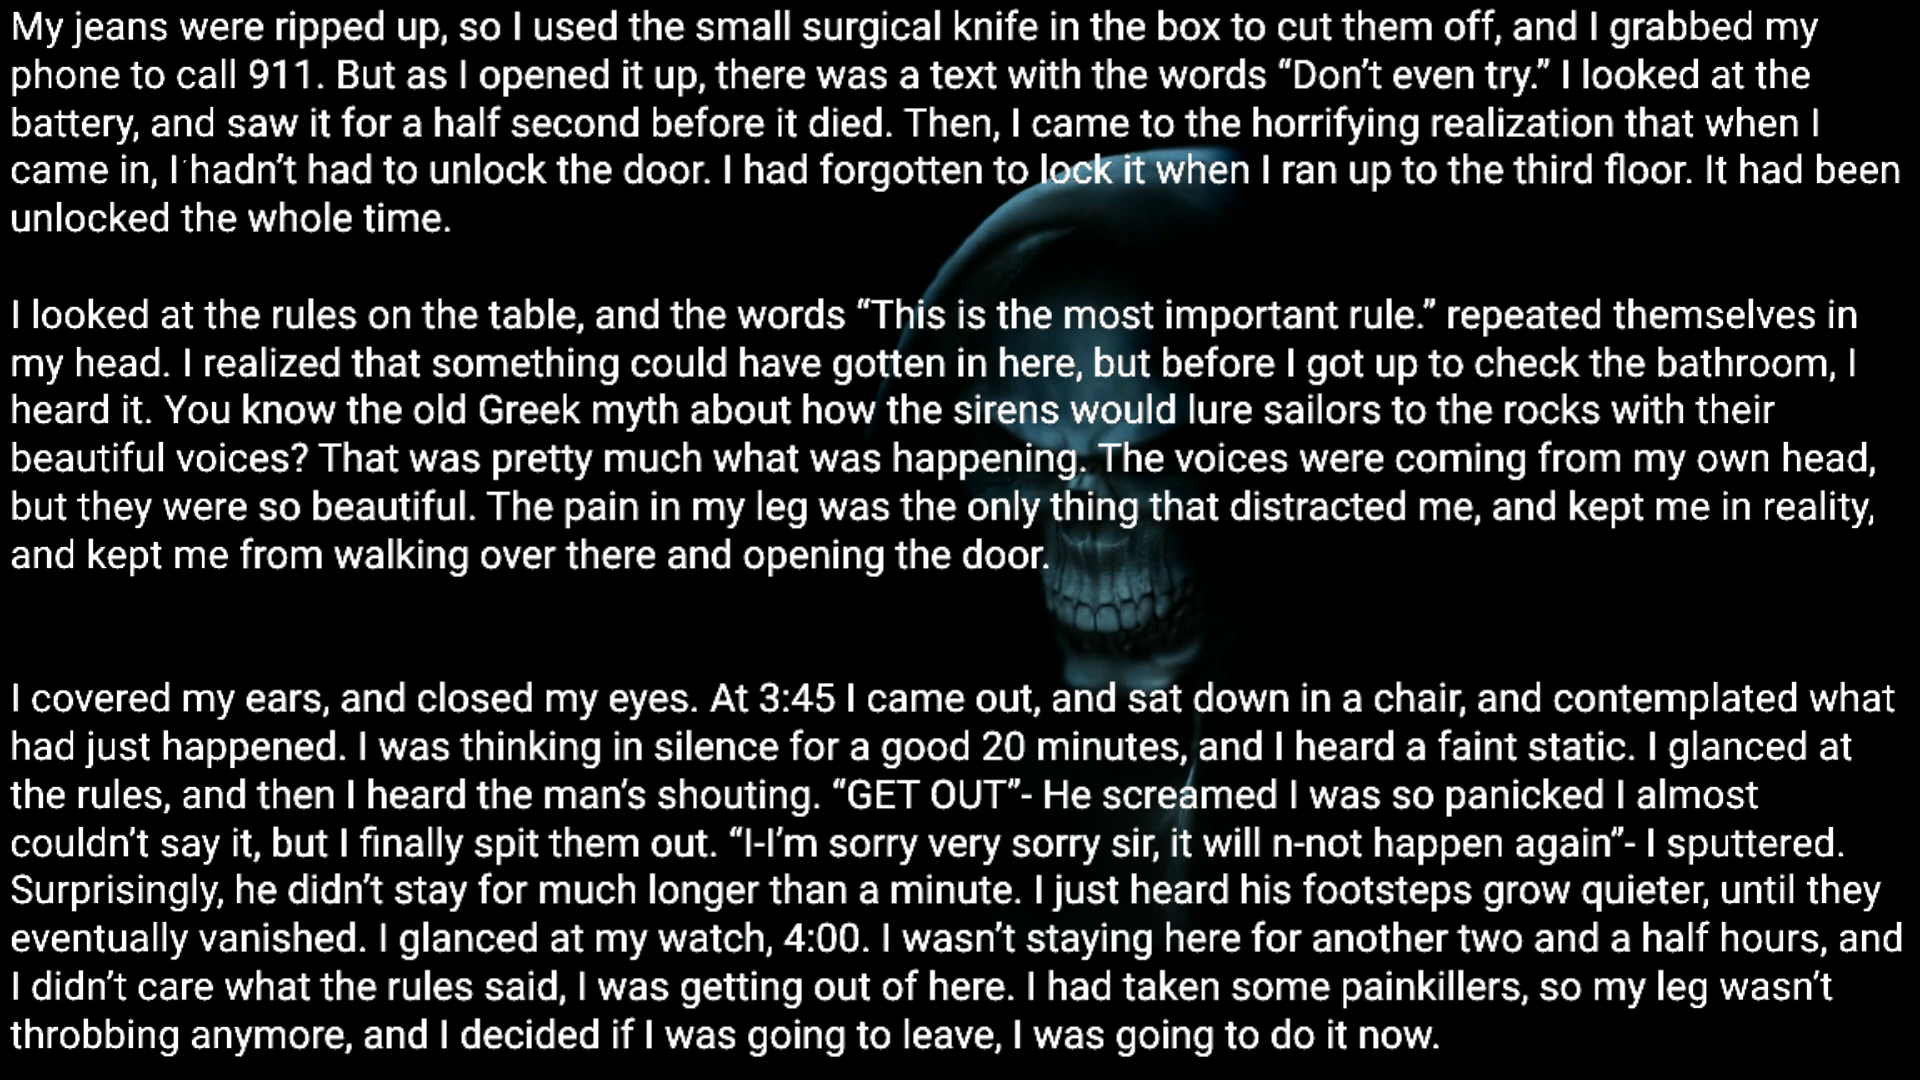 My jeans were ripped up, so I used the small surgical knife in the box to cut them off, and I grabbed my
phone to call 911. But as I opened it up, there was a text with the words “Don’t even try.” I looked at the
battery, and saw it for a half second before it died. Then, I came to the horrifying realization that when I
came in, I hadn’t had to unlock the door. I had forgotten to lock it when I ran up to the third floor. It had been
unlocked the whole time.
I looked at the rules on the table, and the words “This is the most important rule.” repeated themselves in
my head. I realized that something could have gotten in here, but before I got up to check the bathroom, I
heard it. You know the old Greek myth about how the sirens would lure sailors to the rocks with their
beautiful voices? That was pretty much what was happening. The voices were coming from my own head,
but they were so beautiful. The pain in my leg was the only thing that distracted me, and kept me in reality,
and kept me from walking over there and opening the door.
I covered my ears, and closed my eyes. At 3:45 I came out, and sat down in a chair, and contemplated what
had just happened. I was thinking in silence for a good 20 minutes, and I heard a faint static. I glanced at
the rules, and then I heard the man’s shouting. “GET OUT”- He screamed I was so panicked I almost
couldn’t say it, but I finally spit them out. “I-I’m sorry very sorry sir, it will n-not happen again”- I sputtered.
Surprisingly, he didn’t stay for much longer than a minute. I just heard his footsteps grow quieter, until they
eventually vanished. I glanced at my watch, 4:00. I wasn’t staying here for another two and a half hours, and
I didn’t care what the rules said, I was getting out of here. I had taken some painkillers, so my leg wasn’t
throbbing anymore, and I decided if I was going to leave, I was going to do it now.